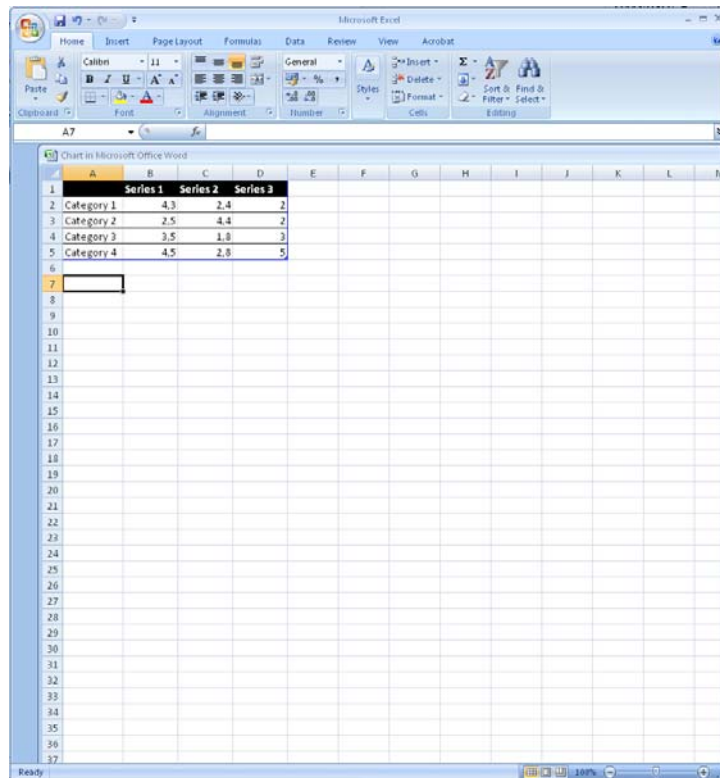 Microsoft Excel
Home Insert Page Layout Formulas Data Review View Acrobat
Paste
Calibri 11
B I U A A
A
General
% ,
Styles
Insert
Delete
Format
Σ
Sort & Filter
Find & Select
Clipboard Font Alignment Number Cells Editing
A7 fx
Chart in Microsoft Office Word
A B C D E F G H I J K L
1 Series 1 Series 2 Series 3
2 Category 1 4,3 2,4 2
3 Category 2 2,5 4,4 2
4 Category 3 3,5 1,8 3
5 Category 4 4,5 2,8 5
6
7
8
9
10
11
12
13
14
15
16
17
18
19
20
21
22
23
24
25
26
27
28
29
30
31
32
33
34
35
36
37
Ready 100%